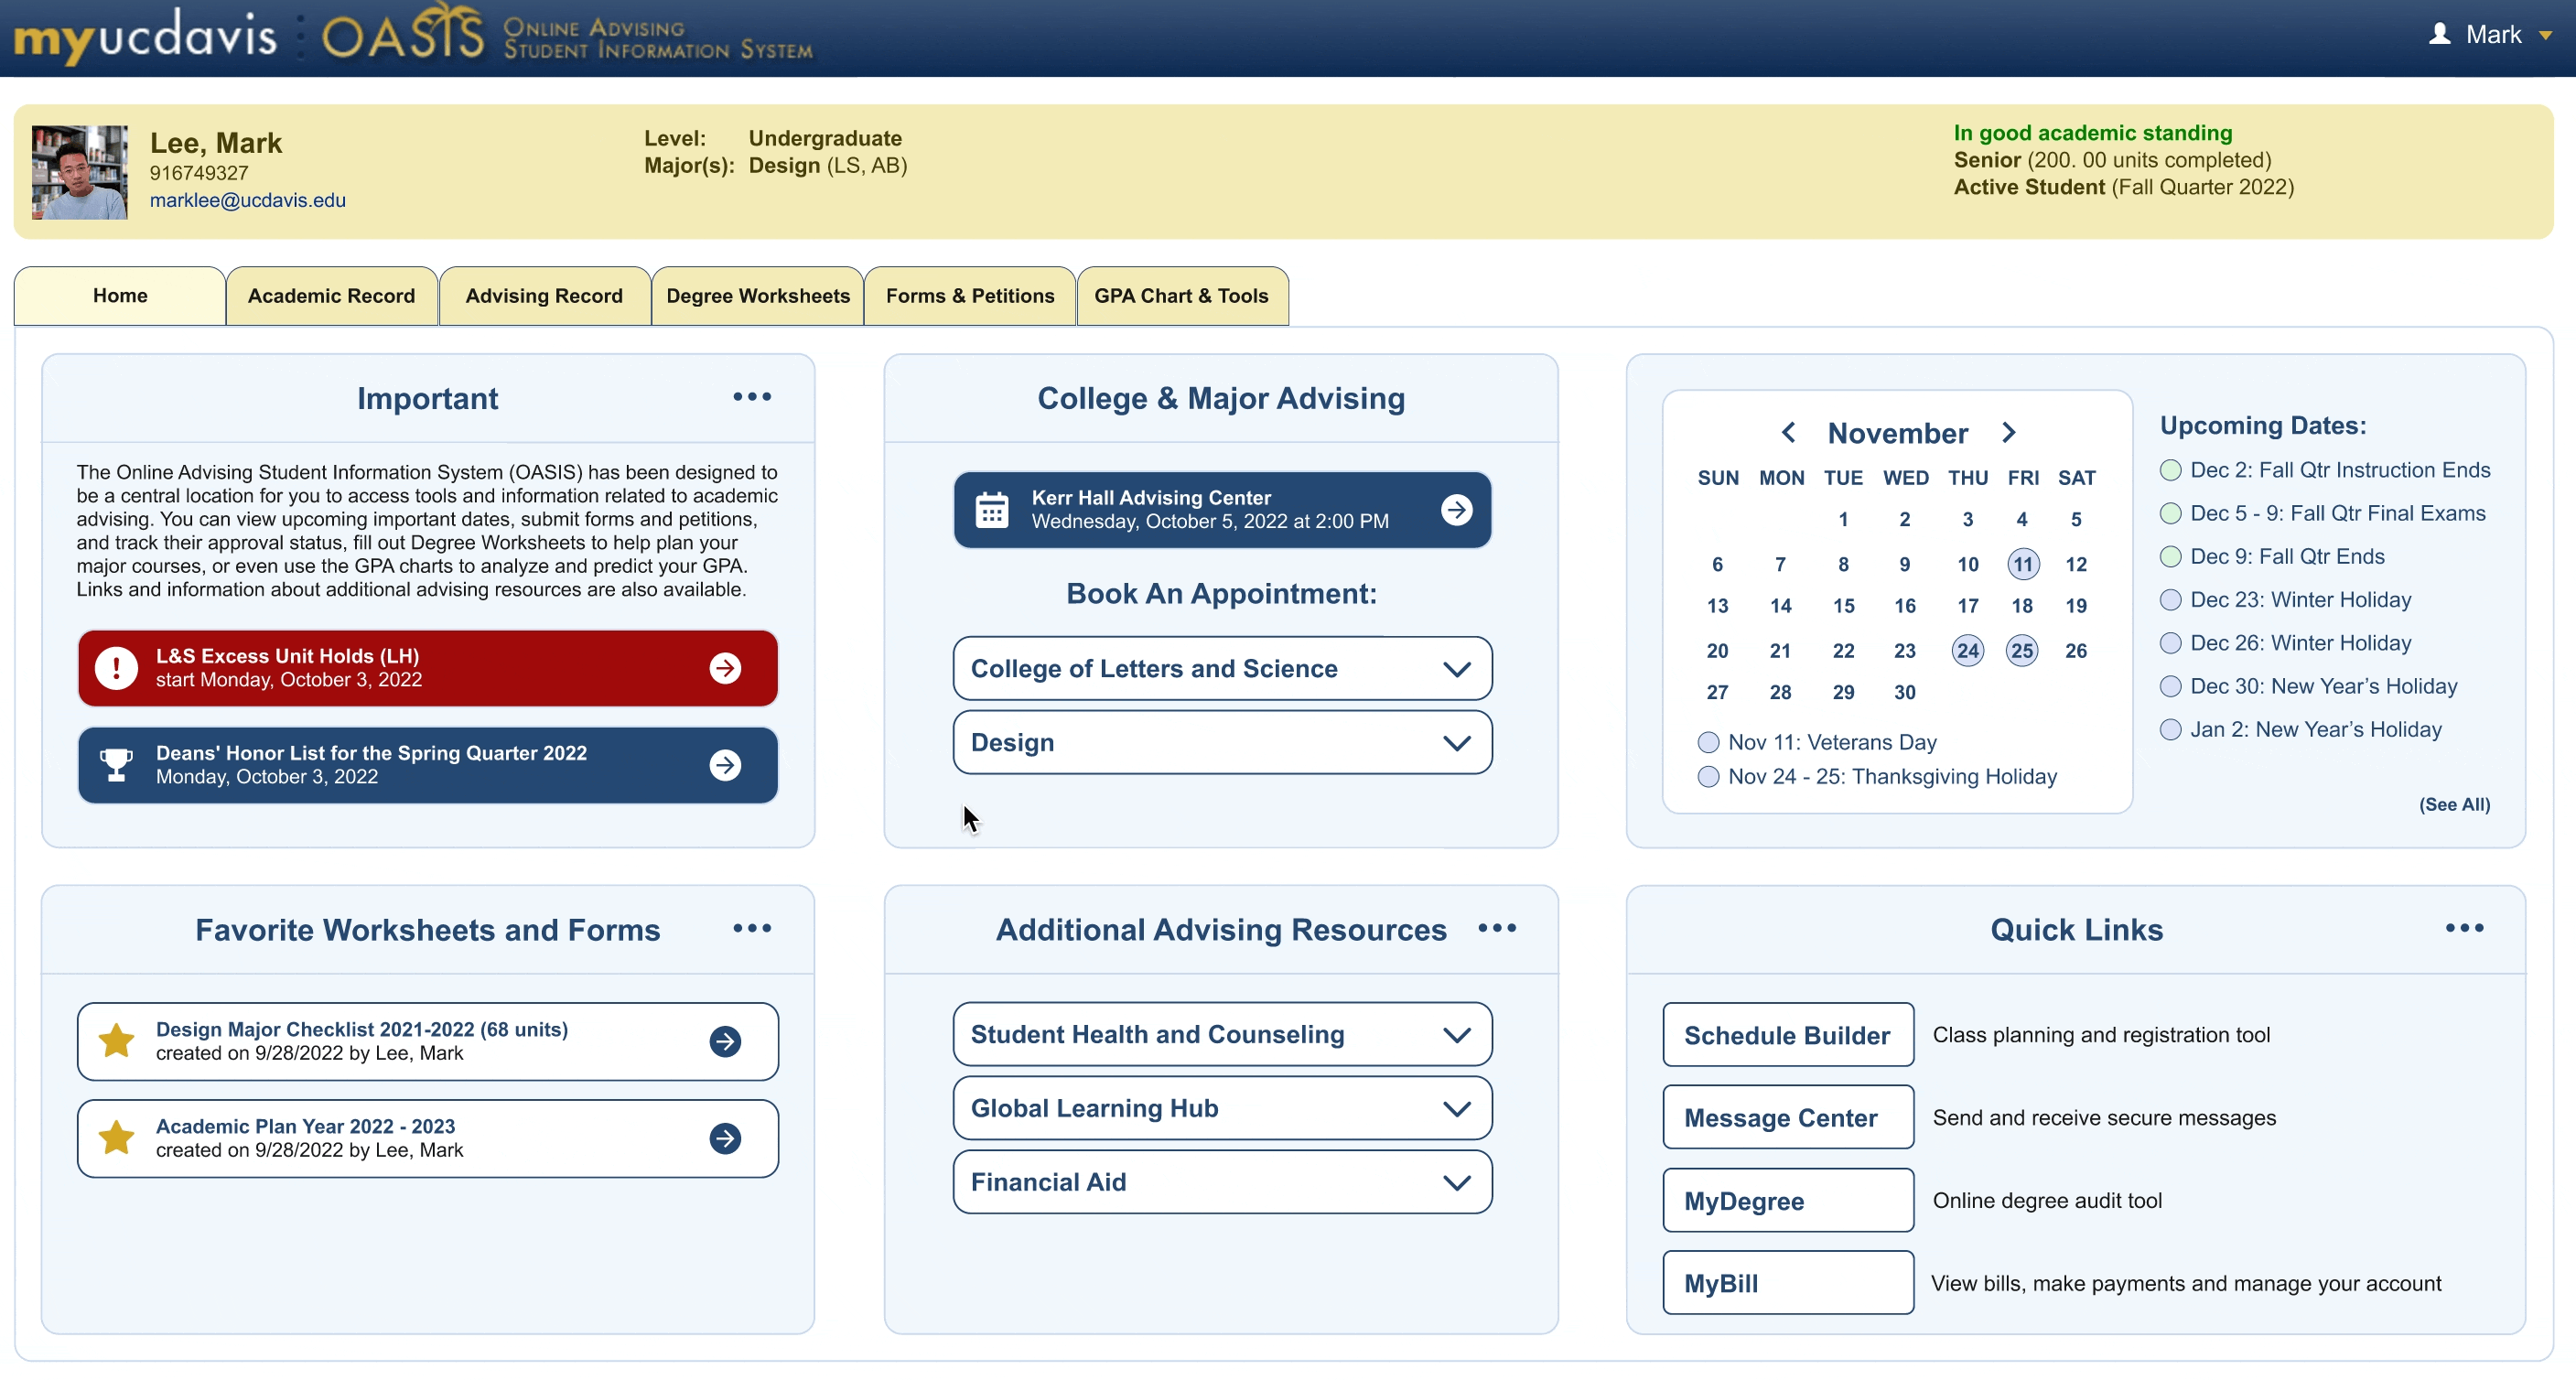 myucdavis : OASIS ONLINE ADVISING
STUDENT INFORMATION SYSTEM
Mark
Lee, Mark
916749327
marklee@ucdavis.edu
Level: Undergraduate
Major(s): Design (LS, AB)
In good academic standing
Senior (200. 00 units completed)
Active Student (Fall Quarter 2022)
Home
Academic Record
Advising Record
Degree Worksheets
Forms & Petitions
GPA Chart & Tools
Important
•••
The Online Advising Student Information System (OASIS) has been designed to
be a central location for you to access tools and information related to academic
advising. You can view upcoming important dates, submit forms and petitions,
and track their approval status, fill out Degree Worksheets to help plan your
major courses, or even use the GPA charts to analyze and predict your GPA.
Links and information about additional advising resources are also available.
! L&S Excess Unit Holds (LH)
start Monday, October 3, 2022
Deans' Honor List for the Spring Quarter 2022
Monday, October 3, 2022
College & Major Advising
Kerr Hall Advising Center
Wednesday, October 5, 2022 at 2:00 PM
Book An Appointment:
College of Letters and Science
Design
November
SUN MON TUE WED THU FRI SAT
1 2 3 4 5
6 7 8 9 10 11 12
13 14 15 16 17 18 19
20 21 22 23 24 25 26
27 28 29 30
Nov 11: Veterans Day
Nov 24 - 25: Thanksgiving Holiday
Upcoming Dates:
Dec 2: Fall Qtr Instruction Ends
Dec 5 - 9: Fall Qtr Final Exams
Dec 9: Fall Qtr Ends
Dec 23: Winter Holiday
Dec 26: Winter Holiday
Dec 30: New Year’s Holiday
Jan 2: New Year’s Holiday
(See All)
Favorite Worksheets and Forms
•••
Design Major Checklist 2021-2022 (68 units)
created on 9/28/2022 by Lee, Mark
Academic Plan Year 2022 - 2023
created on 9/28/2022 by Lee, Mark
Additional Advising Resources
•••
Student Health and Counseling
Global Learning Hub
Financial Aid
Quick Links
•••
Schedule Builder Class planning and registration tool
Message Center Send and receive secure messages
MyDegree Online degree audit tool
MyBill View bills, make payments and manage your account